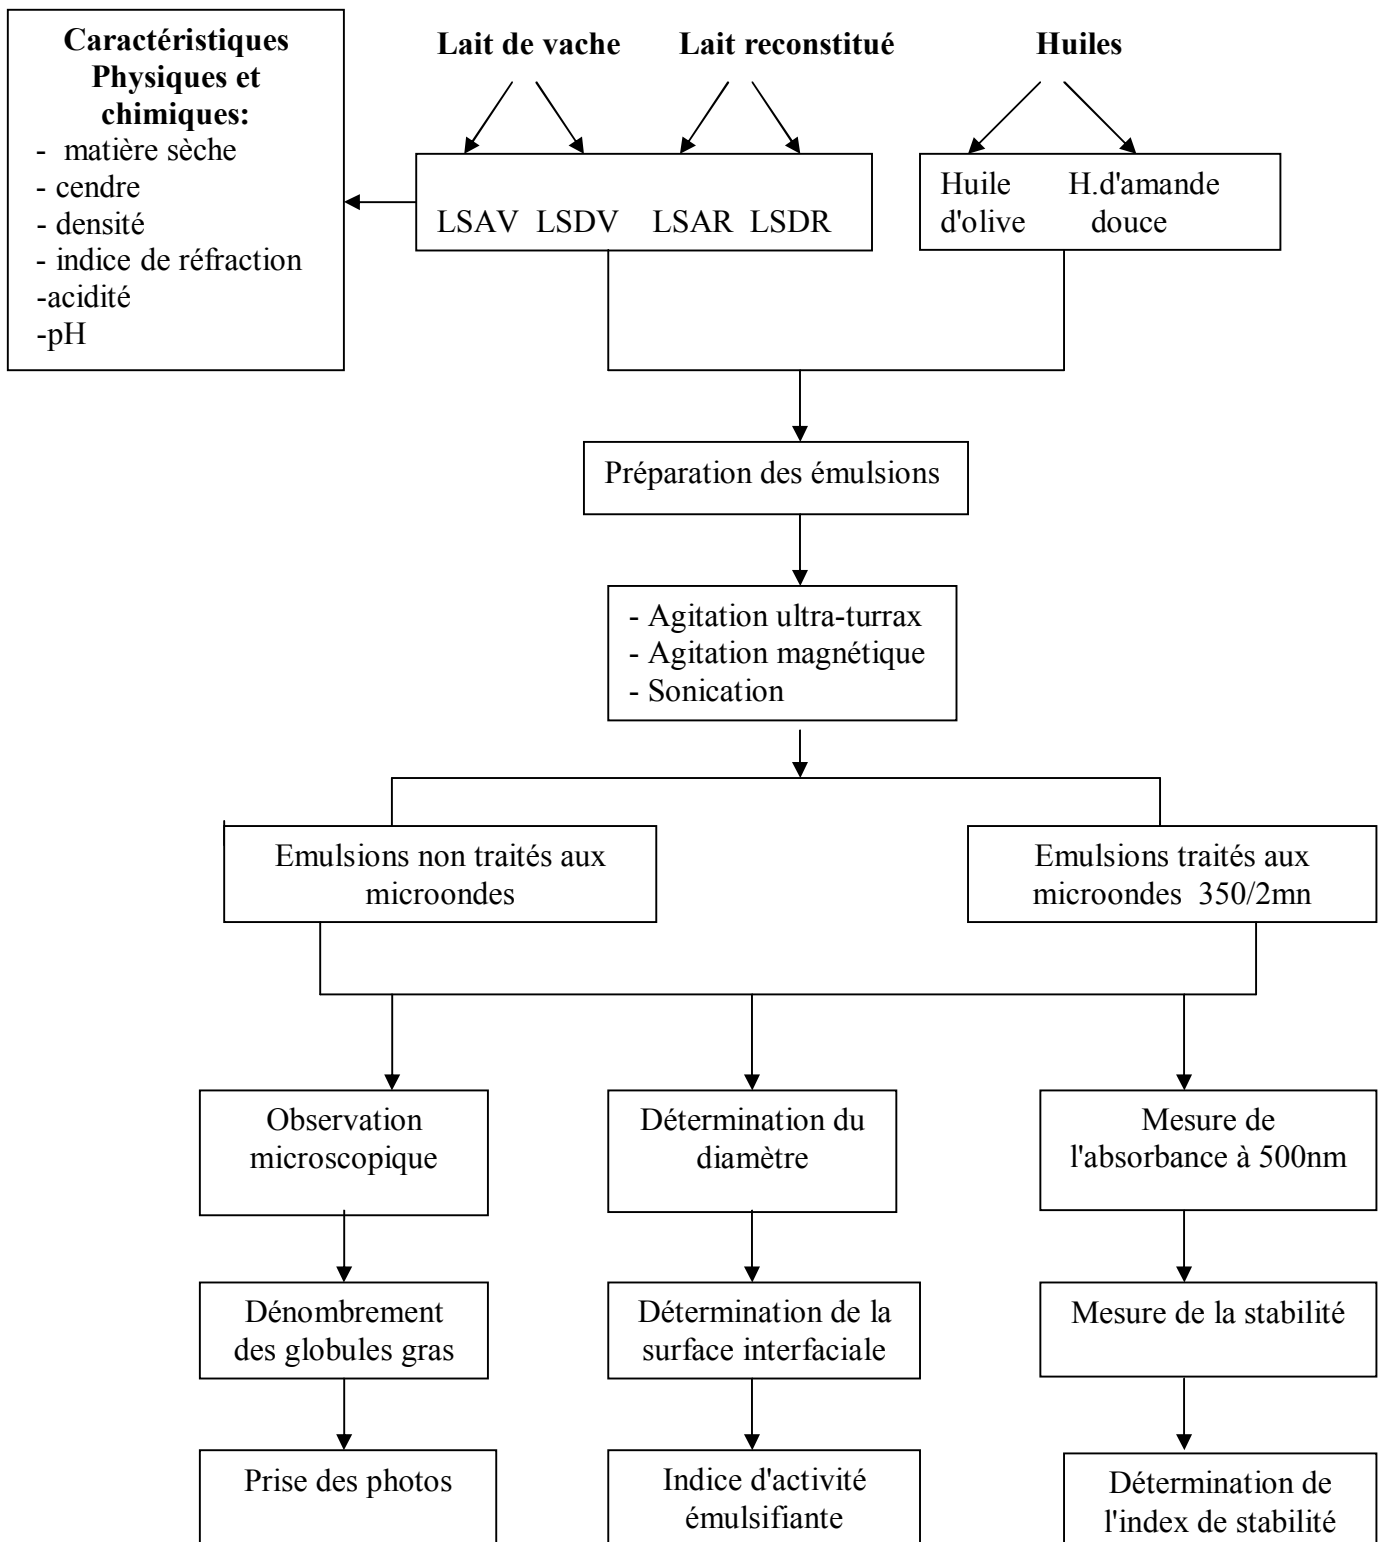 Caractéristiques
Physiques et
chimiques:
- matière sèche
- cendre
- densité
- indice de réfraction
-acidité
-pH
Lait de vache
Lait reconstitué
Huiles
LSAV LSDV LSAR LSDR
Huile H.d'amande
d'olive douce
Préparation des émulsions
- Agitation ultra-turrax
- Agitation magnétique
- Sonication
Emulsions non traités aux
microondes
Emulsions traités aux
microondes 350/2mn
Observation
microscopique
Détermination du
diamètre
Mesure de
l'absorbance à 500nm
Dénombrement
des globules gras
Détermination de la
surface interfaciale
Mesure de la stabilité
Prise des photos
Indice d'activité
émulsifiante
Détermination de
l'index de stabilité